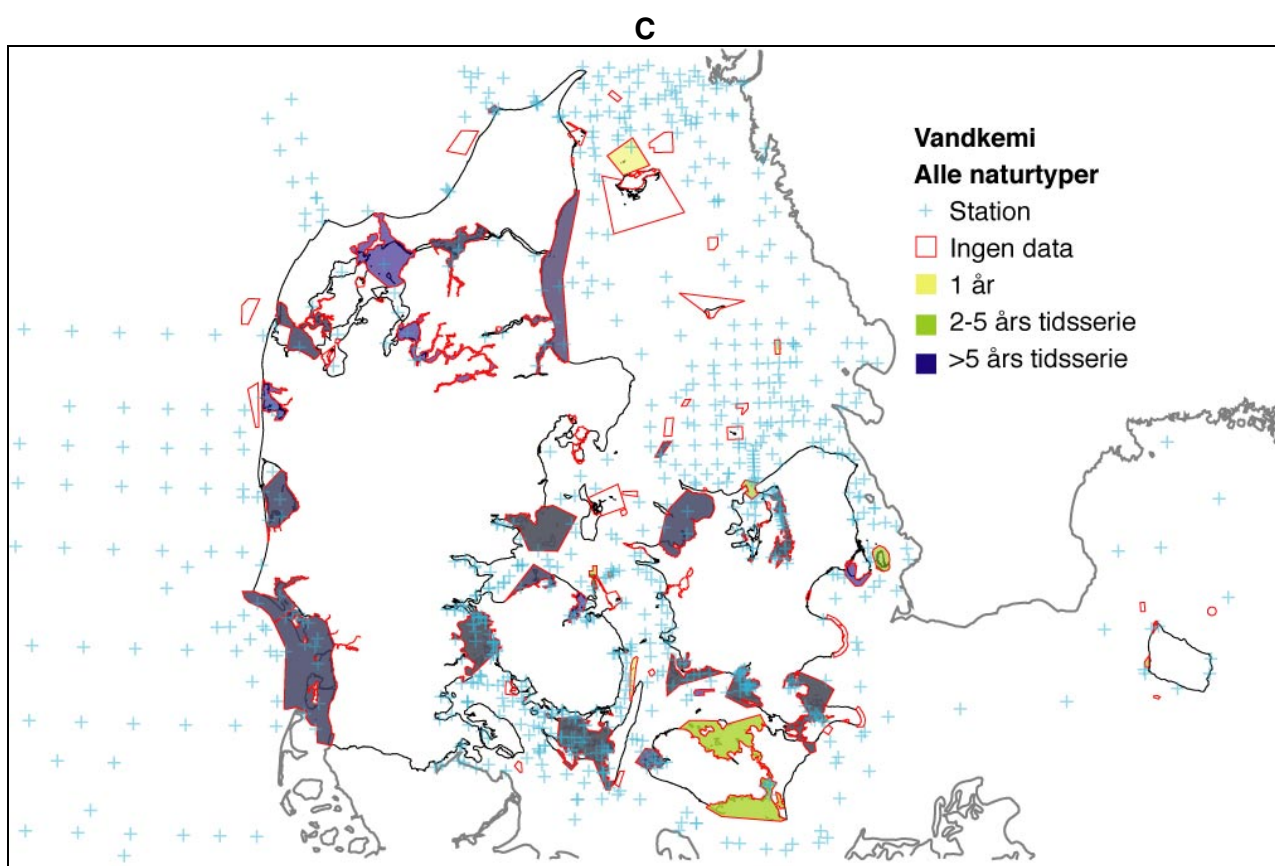 C
Vandkemi
Alle naturtyper
Station
Ingen data
1 år
2-5 års tidsserie
>5 års tidsserie